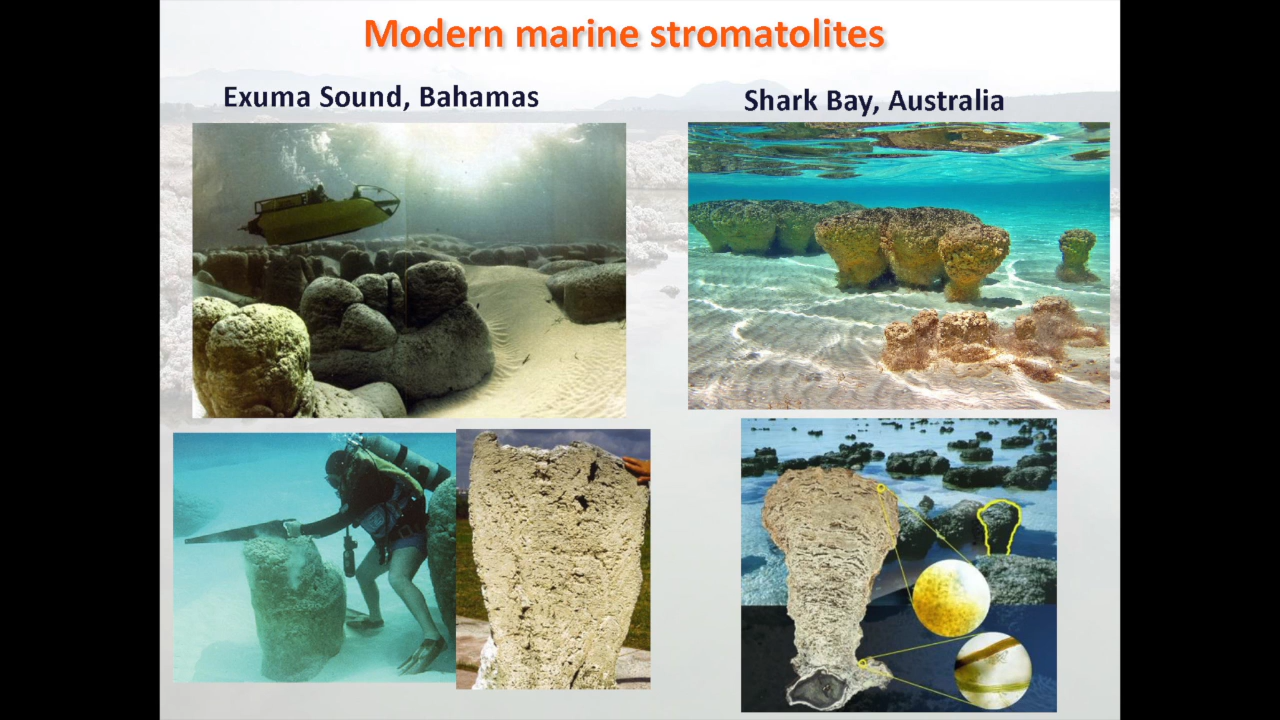 Modern marine stromatolites
Exuma Sound, Bahamas
Shark Bay, Australia